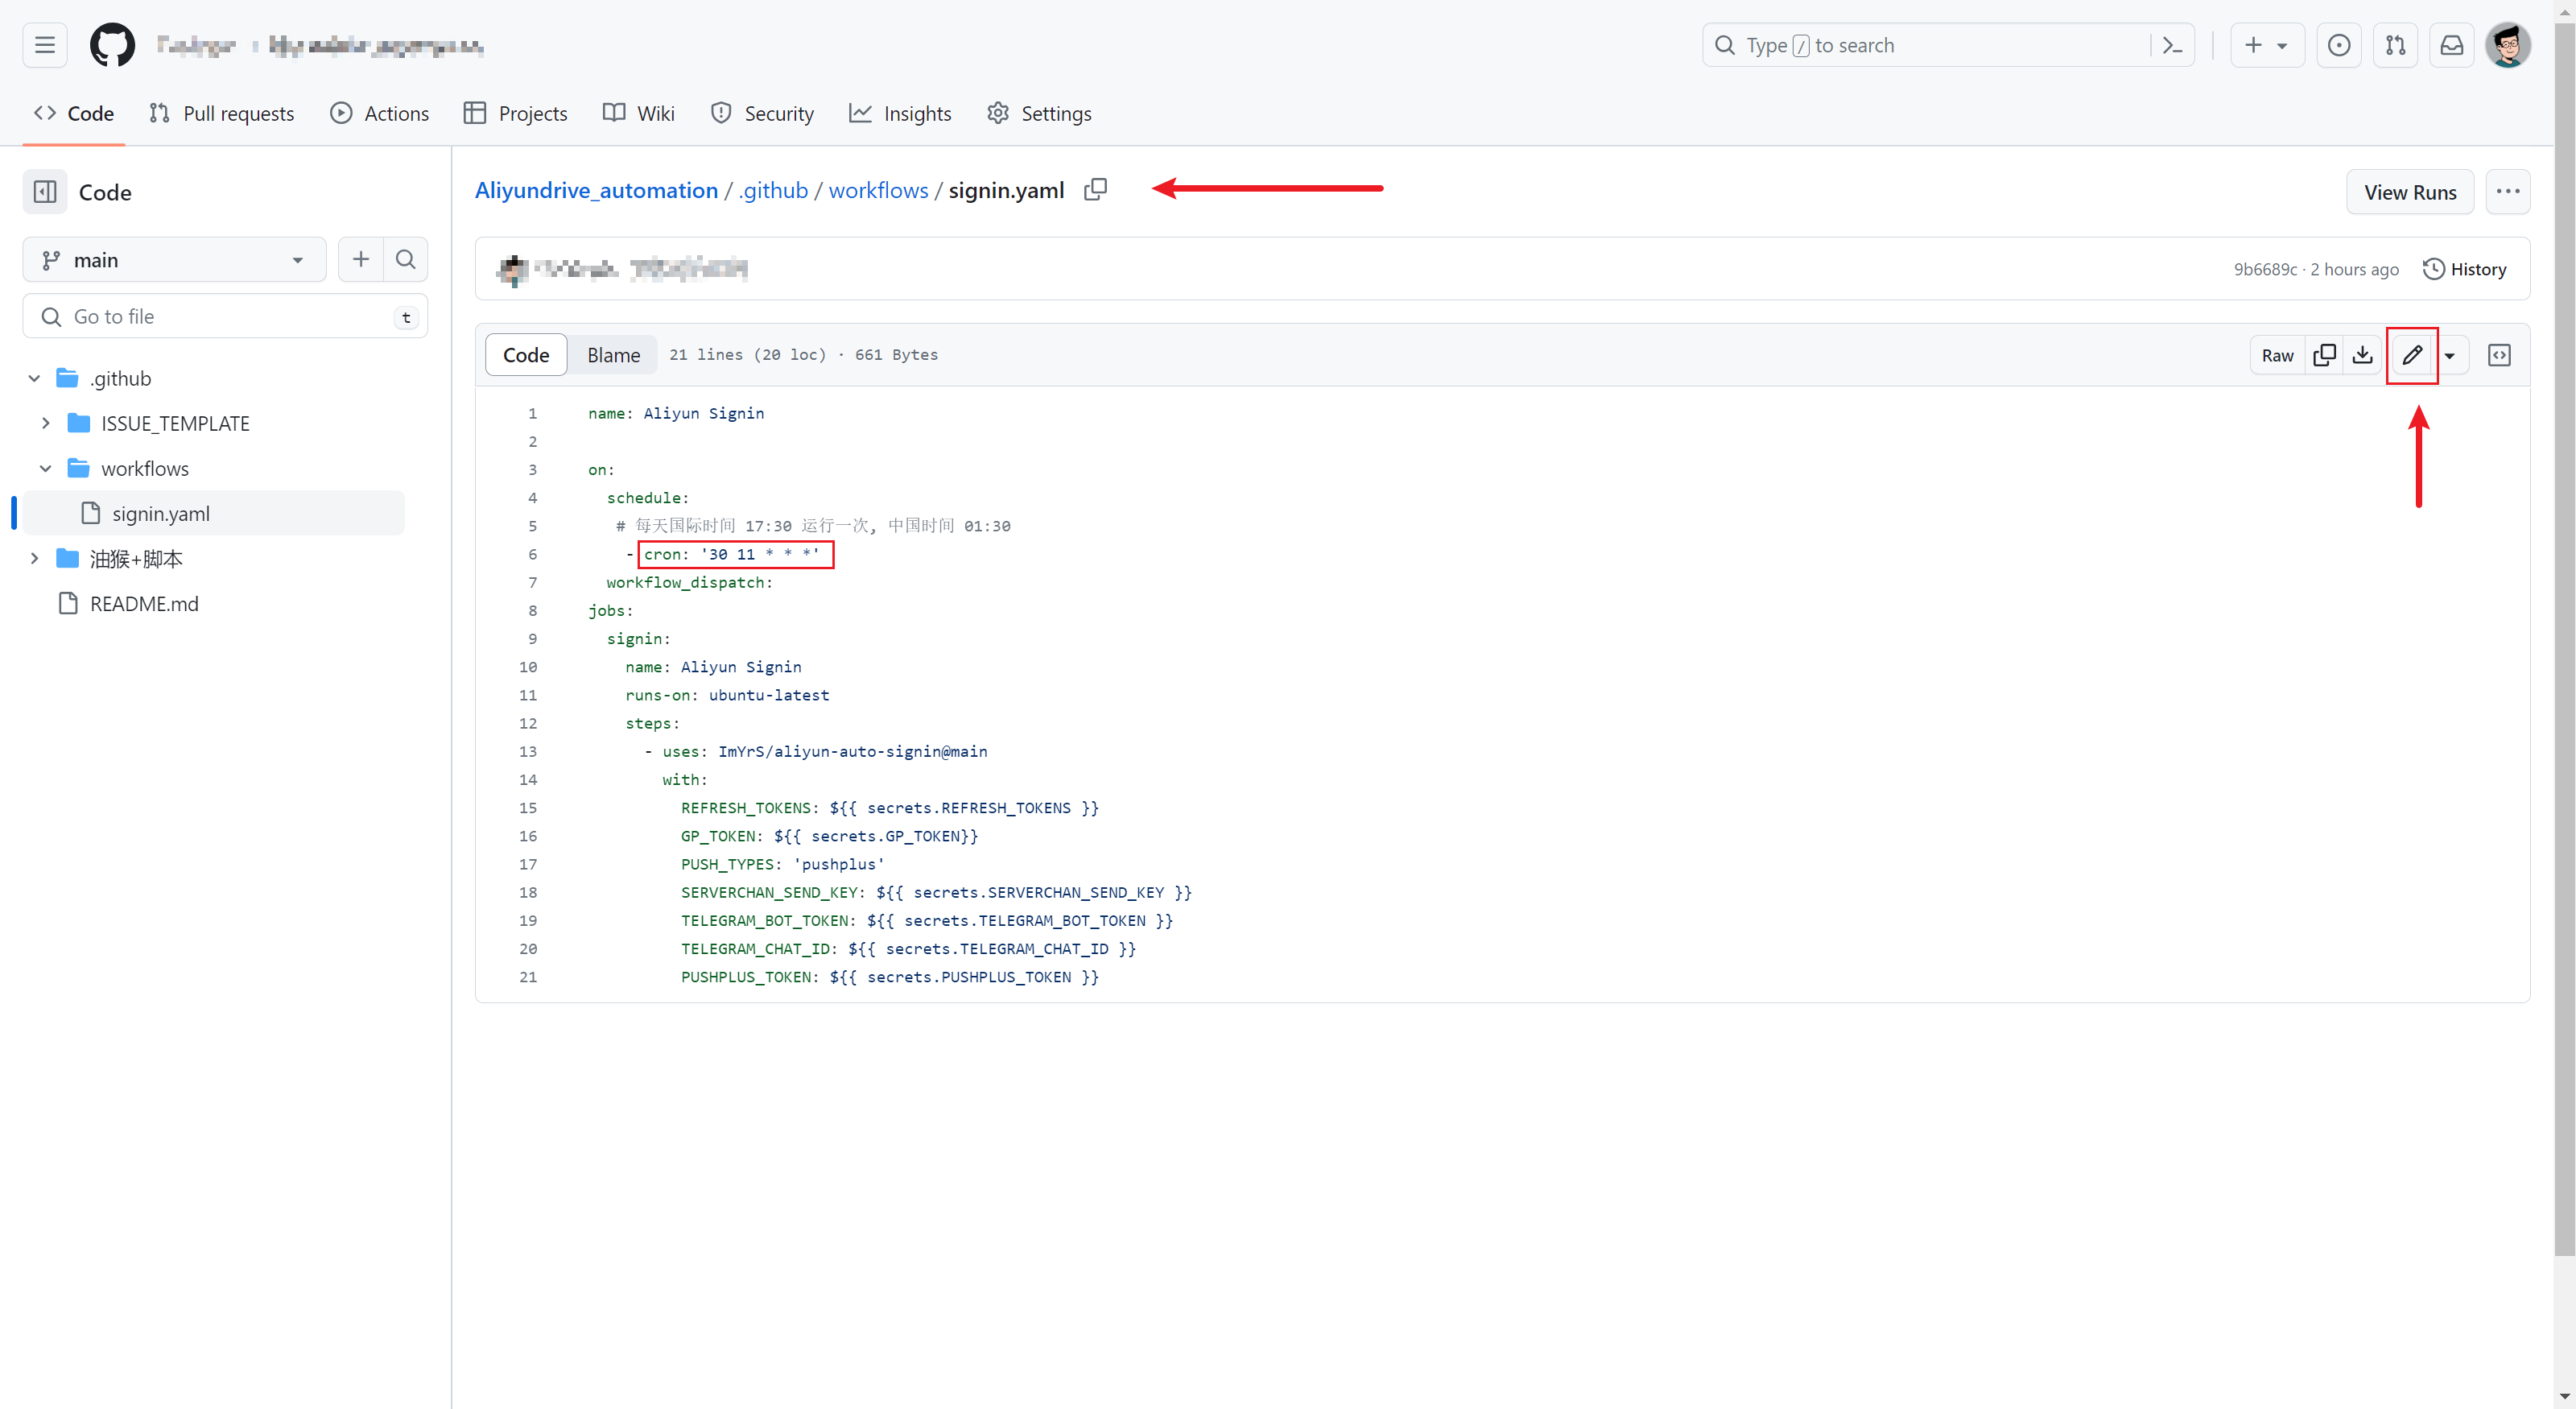 Type / to search
Code
Pull requests
Actions
Projects
Wiki
Security
Insights
Settings
Code
main
Go to file
t
.github
ISSUE_TEMPLATE
workflows
signin.yaml
油猴+脚本
README.md
Aliyundrive_automation / .github / workflows / signin.yaml
View Runs
9b6689c · 2 hours ago
History
Code
Blame
21 lines (20 loc) · 661 Bytes
Raw
1 name: Aliyun Signin
2
3 on:
4 schedule:
5 # 每天国际时间 17:30 运行一次, 中国时间 01:30
6 - cron: '30 11 * * *'
7 workflow_dispatch:
8 jobs:
9 signin:
10 name: Aliyun Signin
11 runs-on: ubuntu-latest
12 steps:
13 - uses: ImYrS/aliyun-auto-signin@main
14 with:
15 REFRESH_TOKENS: ${{ secrets.REFRESH_TOKENS }}
16 GP_TOKEN: ${{ secrets.GP_TOKEN}}
17 PUSH_TYPES: 'pushplus'
18 SERVERCHAN_SEND_KEY: ${{ secrets.SERVERCHAN_SEND_KEY }}
19 TELEGRAM_BOT_TOKEN: ${{ secrets.TELEGRAM_BOT_TOKEN }}
20 TELEGRAM_CHAT_ID: ${{ secrets.TELEGRAM_CHAT_ID }}
21 PUSHPLUS_TOKEN: ${{ secrets.PUSHPLUS_TOKEN }}